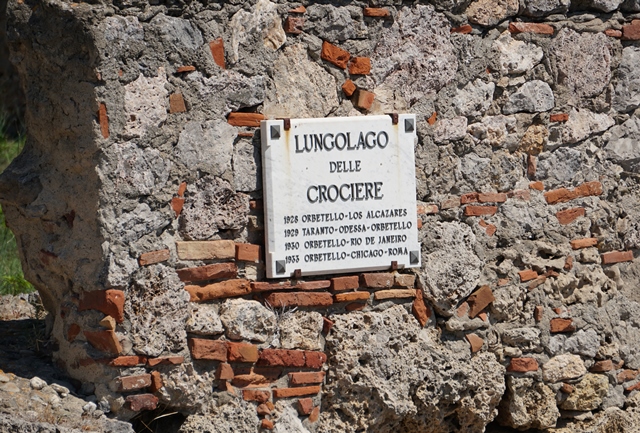 LUNGOLAGO
DELLE
CROCIERE
1928 ORBETELLO-LOS ALCAZARES
1929 TARANTO-ODESSA-ORBETELLO
1930 ORBETELLO-RIO DE JANEIRO
1933 ORBETELLO-CHICAGO-ROMA